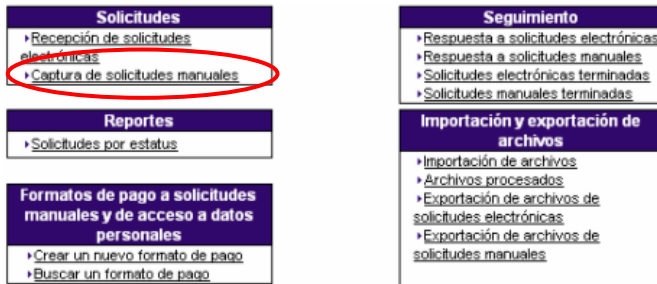 Solicitudes
Recepción de solicitudes
electrónicas
Captura de solicitudes manuales
Reportes
Solicitudes por estatus
Formatos de pago a solicitudes
manuales y de acceso a datos
personales
Crear un nuevo formato de pago
Buscar un formato de pago
Seguimiento
Respuesta a solicitudes electrónicas
Respuesta a solicitudes manuales
Solicitudes electrónicas terminadas
Solicitudes manuales terminadas
Importación y exportación de
archivos
Importación de archivos
Archivos procesados
Exportación de archivos de
solicitudes electrónicas
Exportación de archivos de
solicitudes manuales